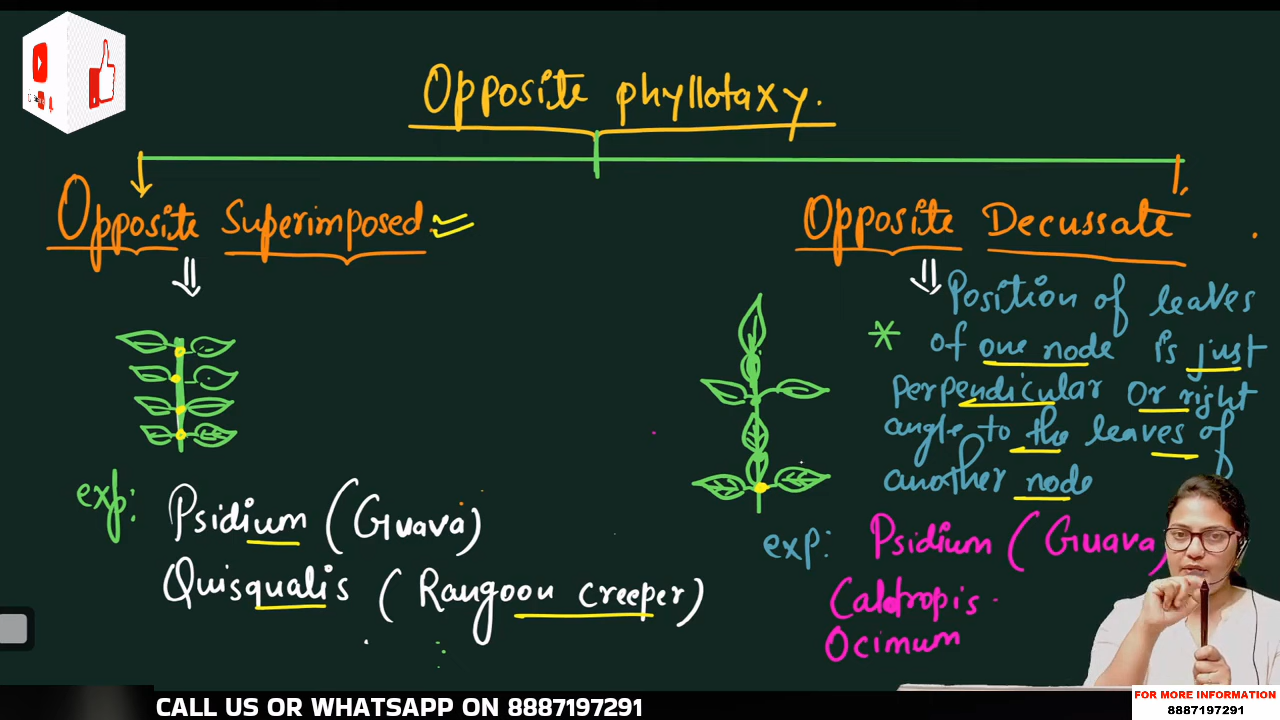 Opposite phyllotaxy.
Opposite Superimposed
Opposite Decussate
exp: Psidium (Guava)
Quisqualis (Rangoon creeper)
Position of leaves
* of one node is just
perpendicular Or right
angle to the leaves of
another node
exp: Psidium (Guava)
Calotropis
Ocimum
CALL US OR WHATSAPP ON 8887197291
FOR MORE INFORMATION
8887197291